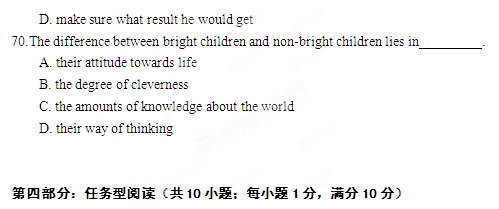 D. make sure what result he would get
70.The difference between bright children and non-bright children lies in_________.
A. their attitude towards life
B. the degree of cleverness
C. the amounts of knowledge about the world
D. their way of thinking
第四部分：任务型阅读（共 10 小题；每小题 1 分，满分 10 分）